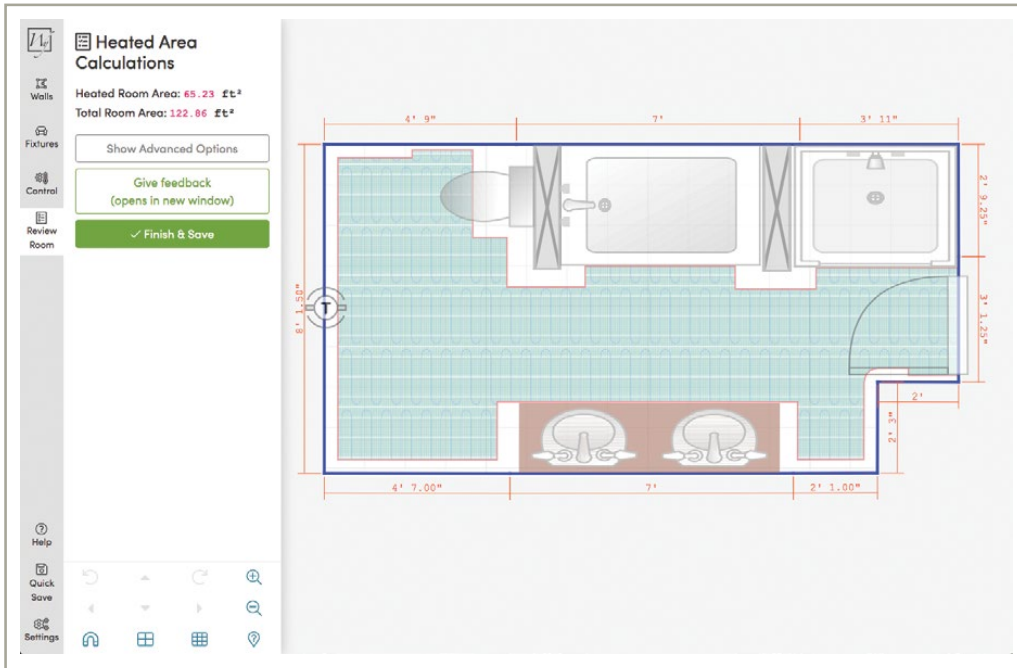 Heated Area
Calculations
Heated Room Area: 65.23 ft²
Total Room Area: 122.86 ft²
Show Advanced Options
Give feedback
(opens in new window)
✓ Finish & Save
Walls
Fixtures
Control
Review
Room
Help
Quick
Save
Settings
4' 9"
7'
3' 11"
2' 9.25"
8' 1.50"
T
3' 1.25"
2'
2' 3"
4' 7.00"
7'
2' 1.00"